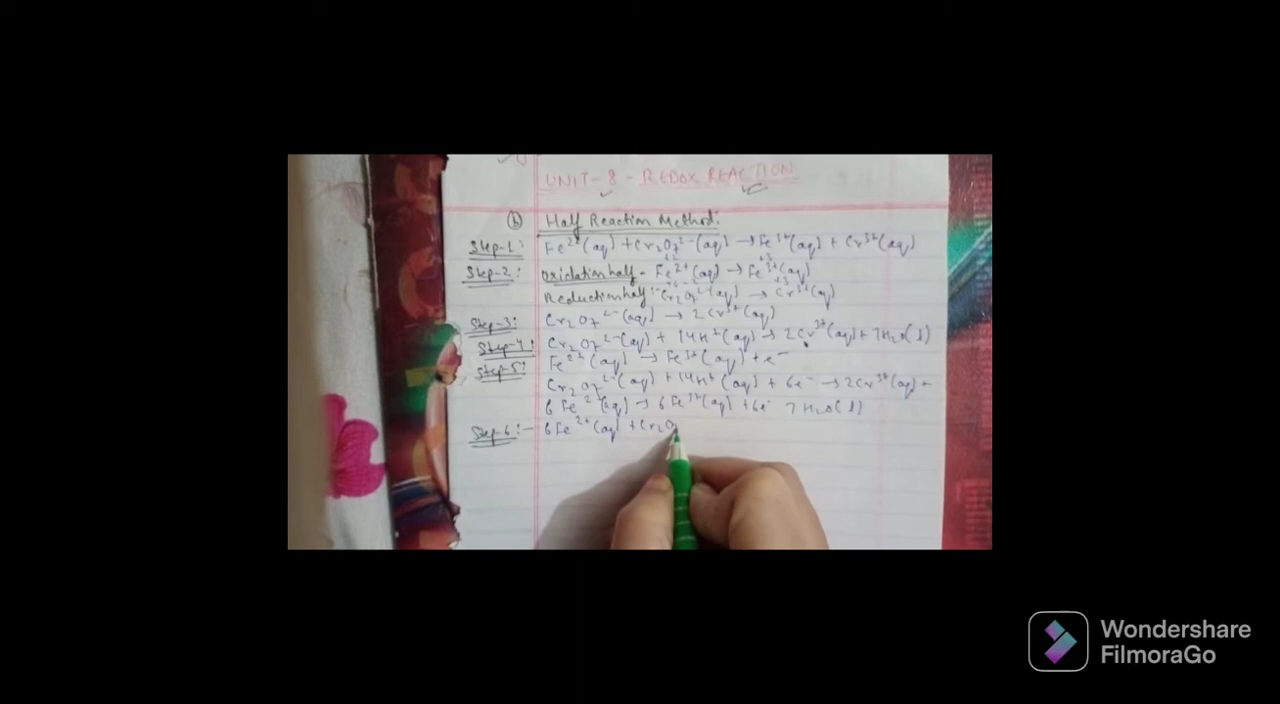 UNIT-8-REDOX REACTION
(b) Half Reaction Method:
Step-1: Fe²⁺(aq) + Cr₂O₇²⁻(aq) → Fe³⁺(aq) + Cr³⁺(aq)
Step-2: oxidation half - Fe²⁺(aq) → Fe³⁺(aq)
Reduction half:- Cr₂O₇²⁻(aq) → Cr³⁺(aq)
Step-3: Cr₂O₇²⁻(aq) → 2Cr³⁺(aq)
Step-4: Cr₂O₇²⁻(aq) + 14H⁺(aq) → 2Cr³⁺(aq) + 7H₂O(l)
Step-5: Fe²⁺(aq) → Fe³⁺(aq) + e⁻
Cr₂O₇²⁻(aq) + 14H⁺(aq) + 6e⁻ → 2Cr³⁺(aq) +
6Fe²⁺(aq) → 6Fe³⁺(aq) + 6e⁻ 7H₂O(l)
Step-6:- 6Fe²⁺(aq) + Cr₂O
Wondershare
FilmoraGo